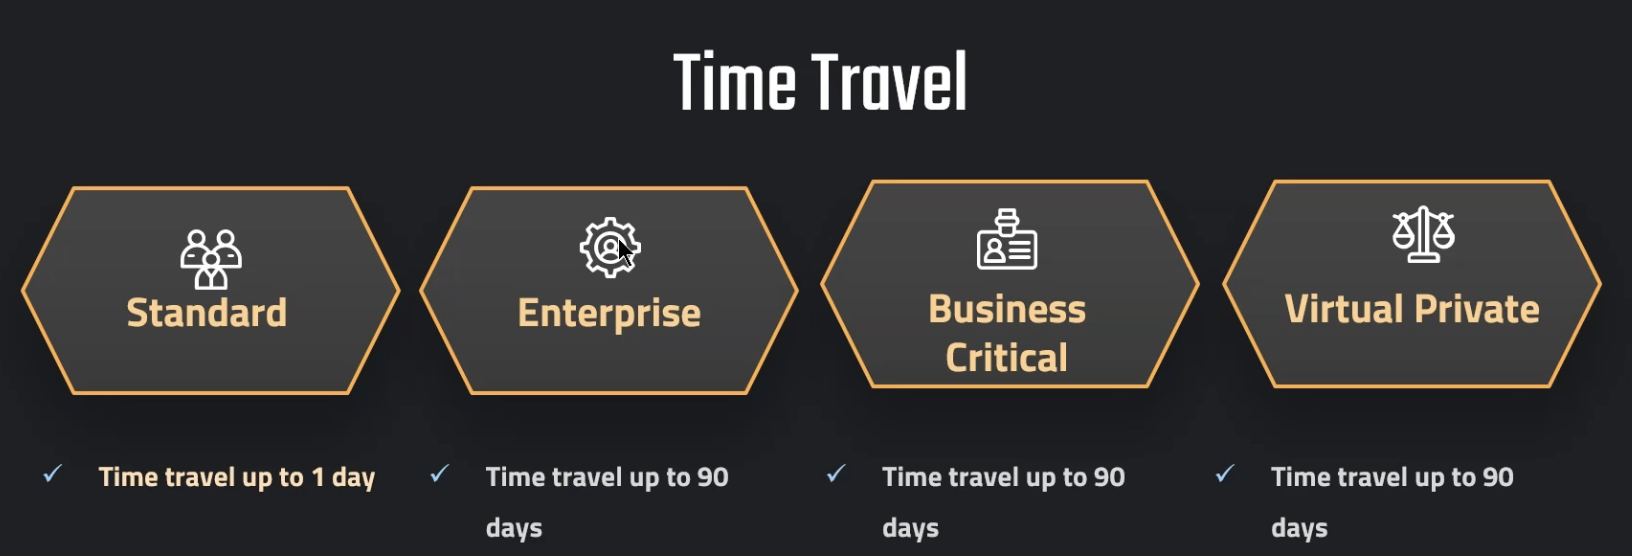 Time Travel
Standard
Enterprise
Business
Critical
Virtual Private
Time travel up to 1 day
Time travel up to 90
days
Time travel up to 90
days
Time travel up to 90
days